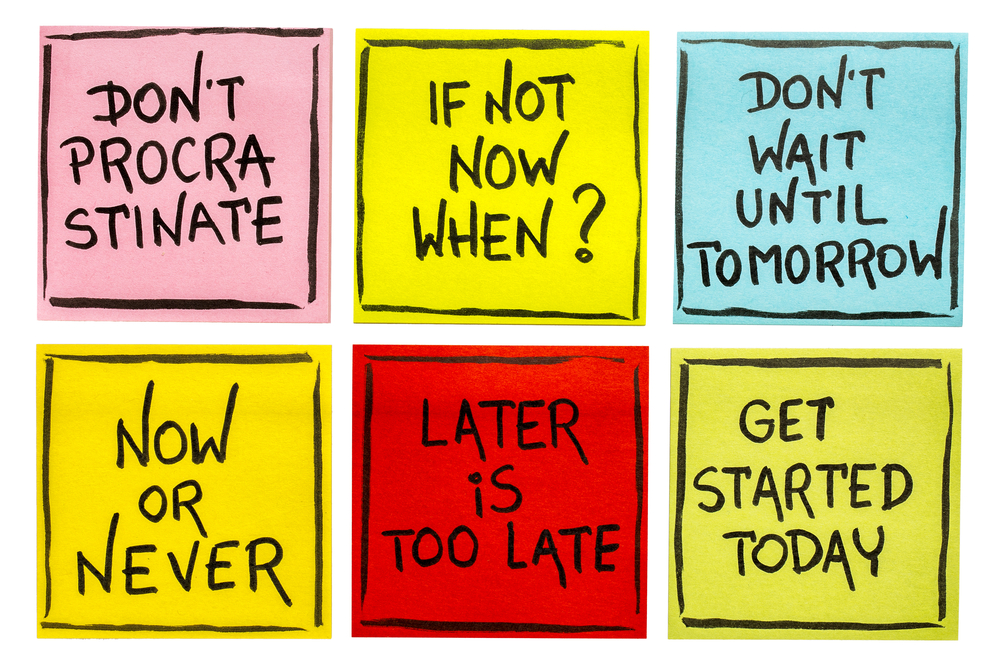 DON'T
PROCRA
STINATE
IF NOT
NOW
WHEN?
DON'T
WAIT
UNTIL
TOMORROW
NOW
OR
NEVER
LATER
iS
TOO LATE
GET
STARTED
TODAY